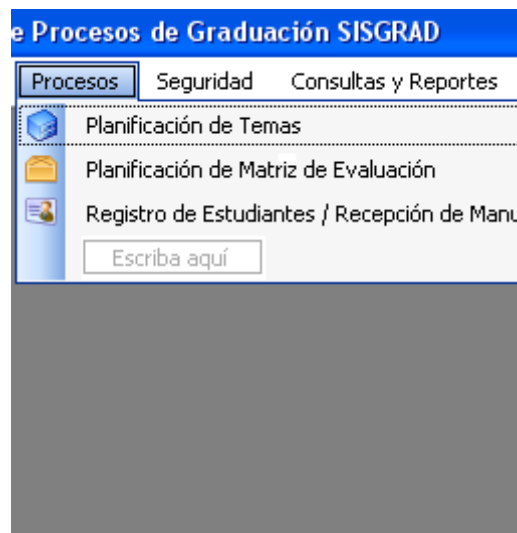 e Procesos de Graduación SISGRAD
Procesos Seguridad Consultas y Reportes
Planificación de Temas
Planificación de Matriz de Evaluación
Registro de Estudiantes / Recepción de Manu
Escriba aquí